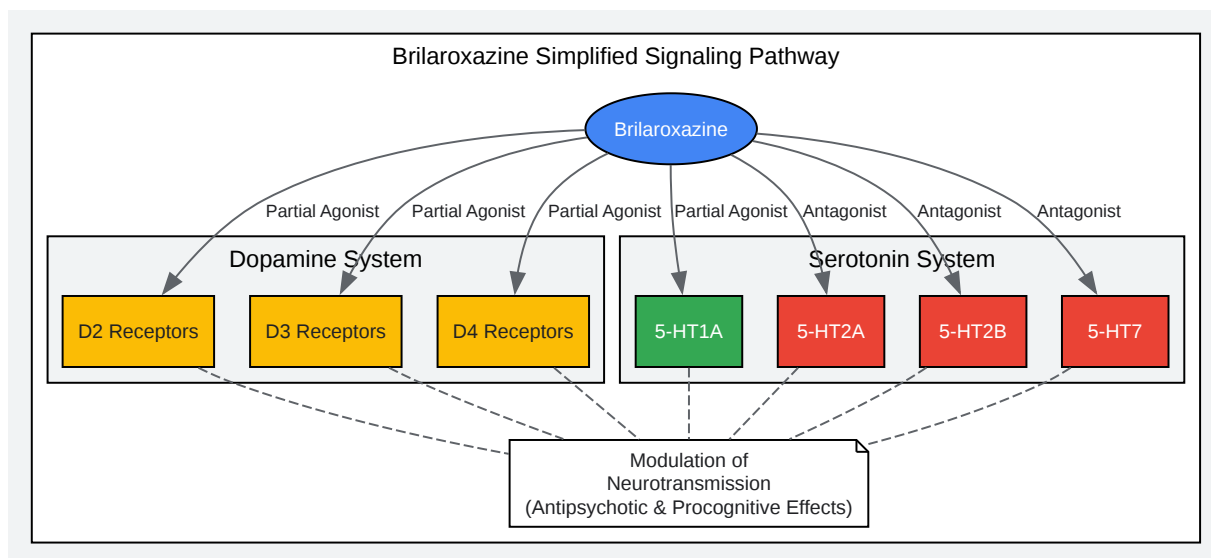 Brilaroxazine Simplified Signaling Pathway
Brilaroxazine
Partial Agonist
Partial Agonist
Partial Agonist
Partial Agonist
Antagonist
Antagonist
Antagonist
Dopamine System
Serotonin System
D2 Receptors
D3 Receptors
D4 Receptors
5-HT1A
5-HT2A
5-HT2B
5-HT7
Modulation of
Neurotransmission
(Antipsychotic & Procognitive Effects)